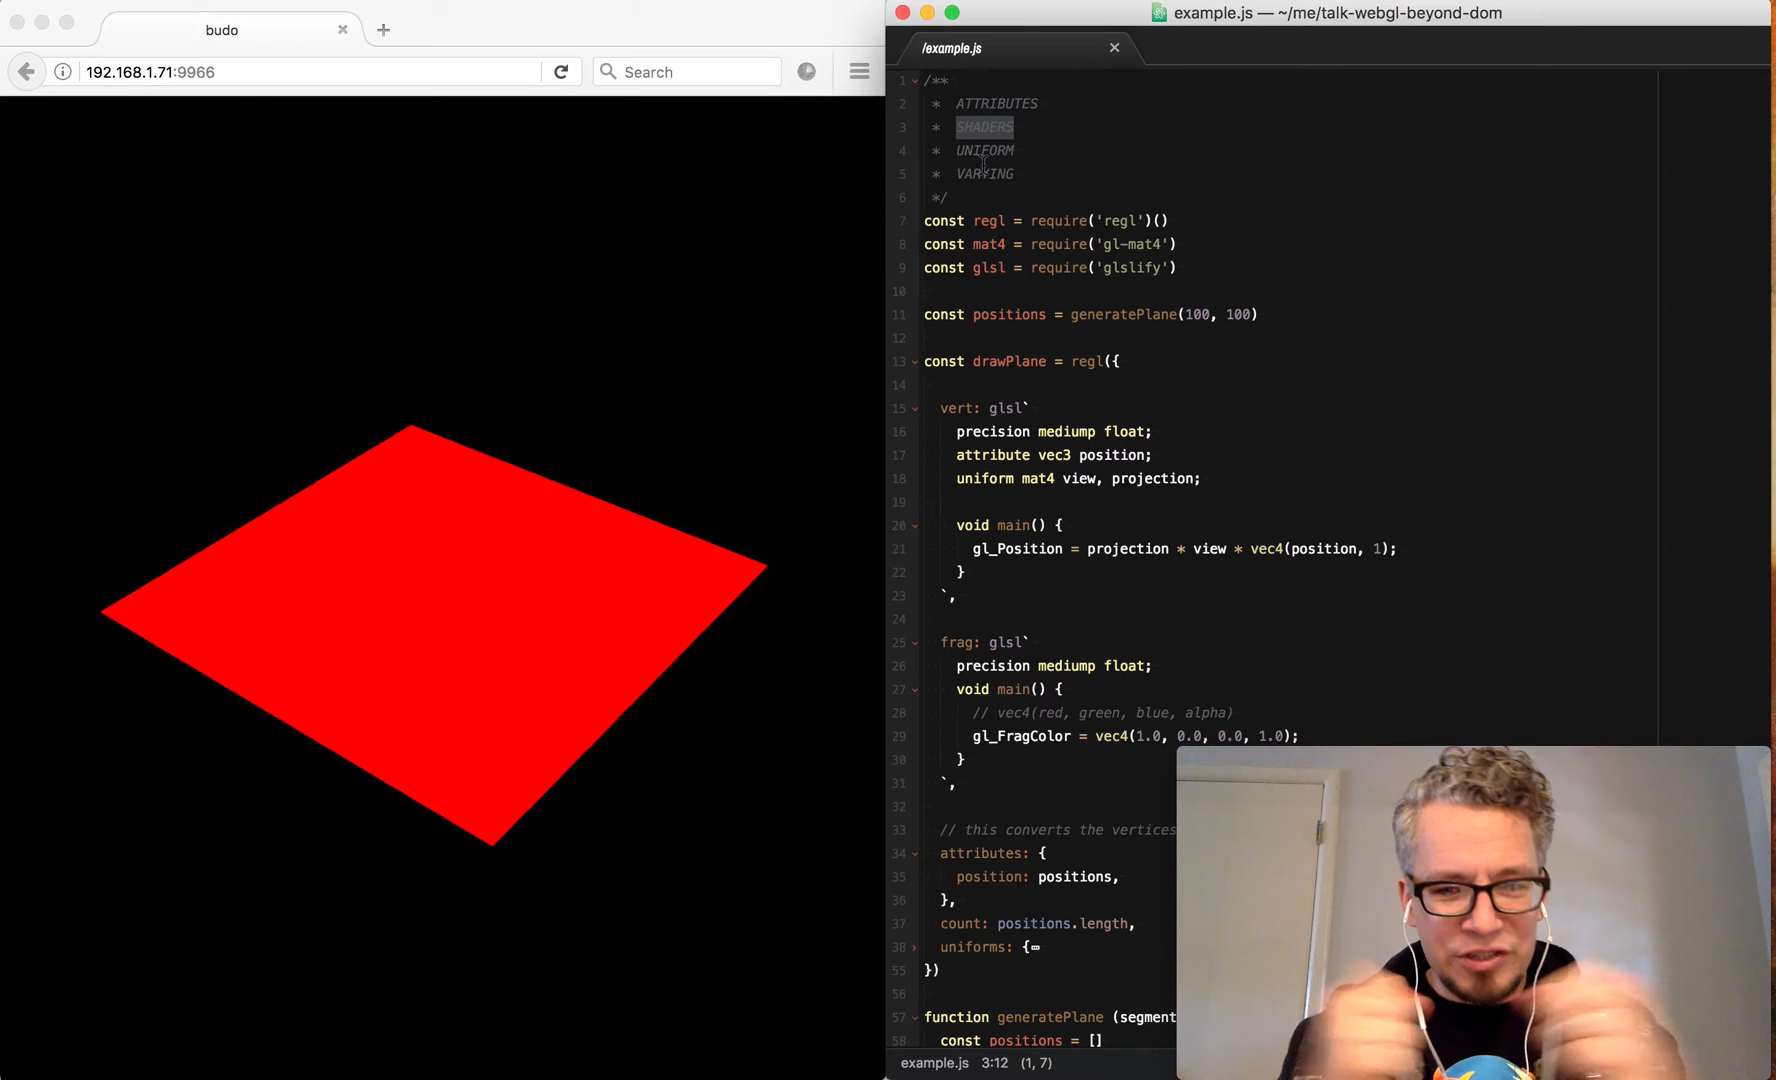 budo
192.168.1.71:9966
Search
example.js — ~/me/talk-webgl-beyond-dom
/example.js
1 /**
2 * ATTRIBUTES
3 * SHADERS
4 * UNIFORM
5 * VARYING
6 */
7 const regl = require('regl')()
8 const mat4 = require('gl-mat4')
9 const glsl = require('glslify')
10
11 const positions = generatePlane(100, 100)
12
13 const drawPlane = regl({
14
15 vert: glsl`
16 precision mediump float;
17 attribute vec3 position;
18 uniform mat4 view, projection;
19
20 void main() {
21 gl_Position = projection * view * vec4(position, 1);
22 }
23 `,
24
25 frag: glsl`
26 precision mediump float;
27 void main() {
28 // vec4(red, green, blue, alpha)
29 gl_FragColor = vec4(1.0, 0.0, 0.0, 1.0);
30 }
31 `,
32
33 // this converts the vertices
34 attributes: {
35 position: positions,
36 },
37 count: positions.length,
38 uniforms: {
55 })
56
57 function generatePlane (segment
58 const positions = []
example.js 3:12 (1, 7)